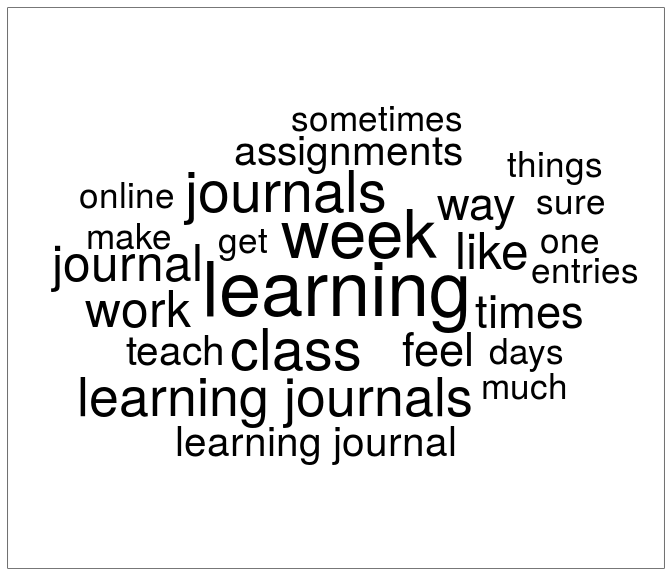 sometimes
assignments
things
online journals way sure
make get week like one
journal learning entries
work times
teach class feel days
learning journals much
learning journal